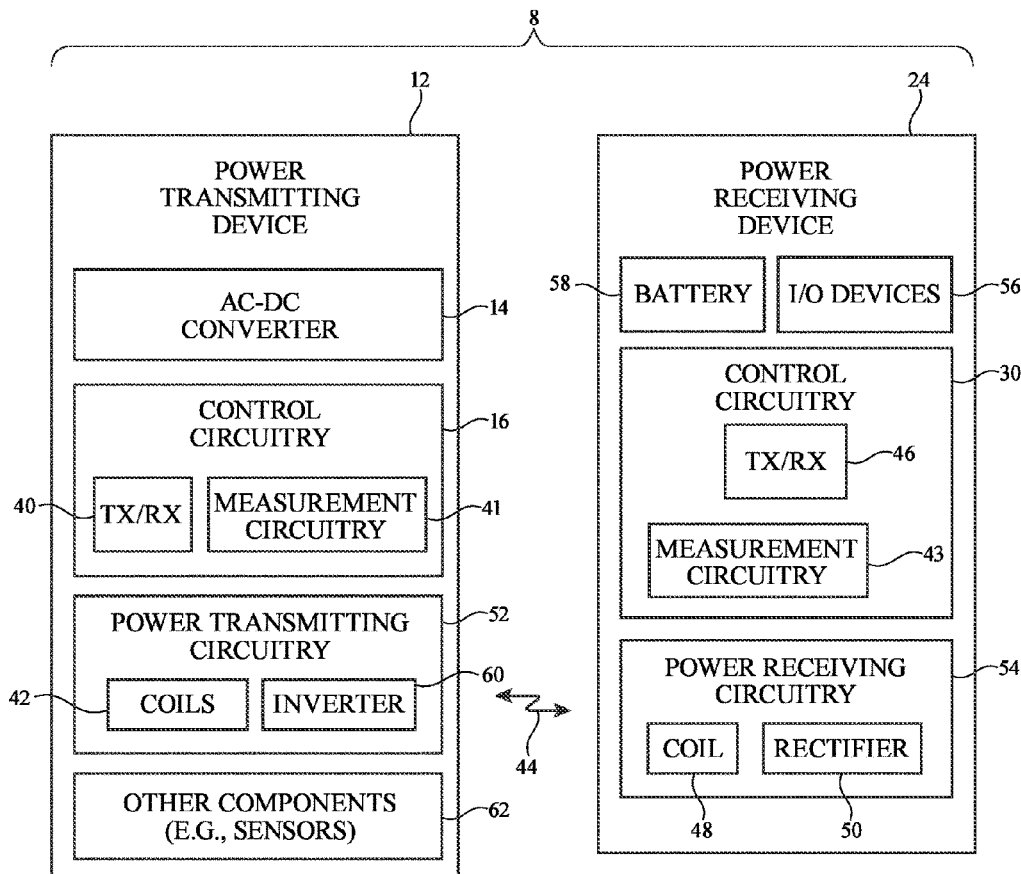 8
12
POWER
TRANSMITTING
DEVICE
AC-DC
CONVERTER
14
CONTROL
CIRCUITRY
16
40
TX/RX
MEASUREMENT
CIRCUITRY
41
POWER TRANSMITTING
CIRCUITRY
52
42
COILS
INVERTER
60
OTHER COMPONENTS
(E.G., SENSORS)
62
44
24
POWER
RECEIVING
DEVICE
58
BATTERY
I/O DEVICES
56
CONTROL
CIRCUITRY
30
TX/RX
46
MEASUREMENT
CIRCUITRY
43
POWER RECEIVING
CIRCUITRY
54
COIL
RECTIFIER
48
50